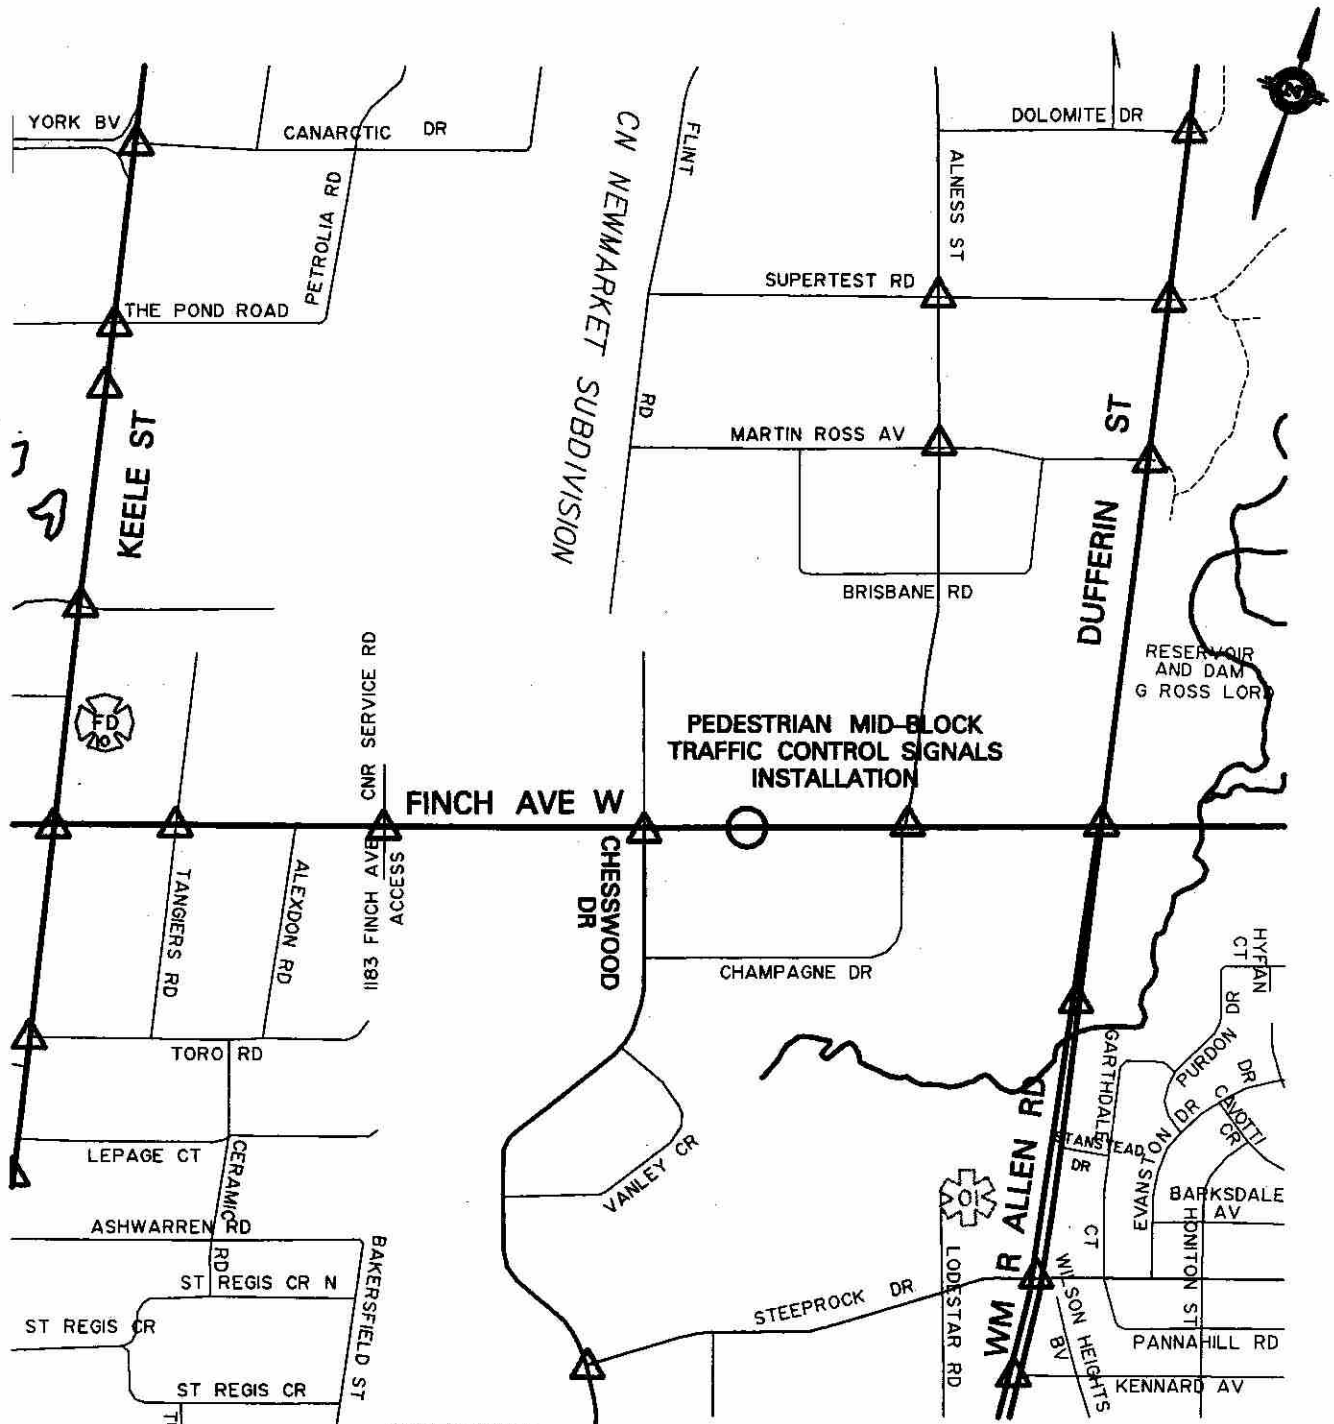 N
YORK BV
CANARCTIC DR
DOLOMITE DR
CN NEWMARKET SUBDIVISION
FLINT
RD
ALNESS ST
PETROLIA RD
SUPERTEST RD
THE POND ROAD
KEELE ST
MARTIN ROSS AV
DUFFERIN ST
BRISBANE RD
RESERVOIR
AND DAM
G ROSS LORD
FD
10
CNR SERVICE RD
PEDESTRIAN MID-BLOCK
TRAFFIC CONTROL SIGNALS
INSTALLATION
FINCH AVE W
CHESSWOOD
DR
TANGIERS RD
ALEXDON RD
1183 FINCH AVE
ACCESS
CHAMPAGNE DR
HYFIAN
CT
PURDON DR
TORO RD
GARTHDALE
CT
CAVOTTI
CR
EVANSTON DR
DR
STANSTEAD
DR
LEPAGE CT
CERAMIC
RD
VANLEY CR
WM R ALLEN RD
01
BARKSDALE
AV
ASHWARREN RD
HONITON ST
ST REGIS CR N
BAKERSFIELD ST
STEEPROCK DR
LODESTAR RD
WILSON HEIGHTS
BV
ST REGIS CR
PANNAHILL RD
ST REGIS CR
KENNARD AV